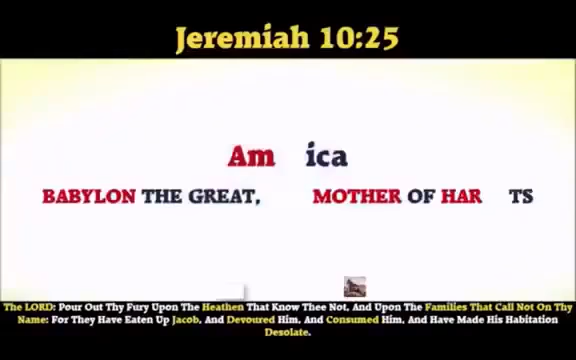 Jeremiah 10:25
Am ica
BABYLON THE GREAT, MOTHER OF HAR TS
The LORD: Pour Out Thy Fury Upon The Heathen That Know Thee Not, And Upon The Families That Call Not On Thy
Name: For They Have Eaten Up Jacob, And Devoured Him, And Consumed Him, And Have Made His Habitation
Desolate.